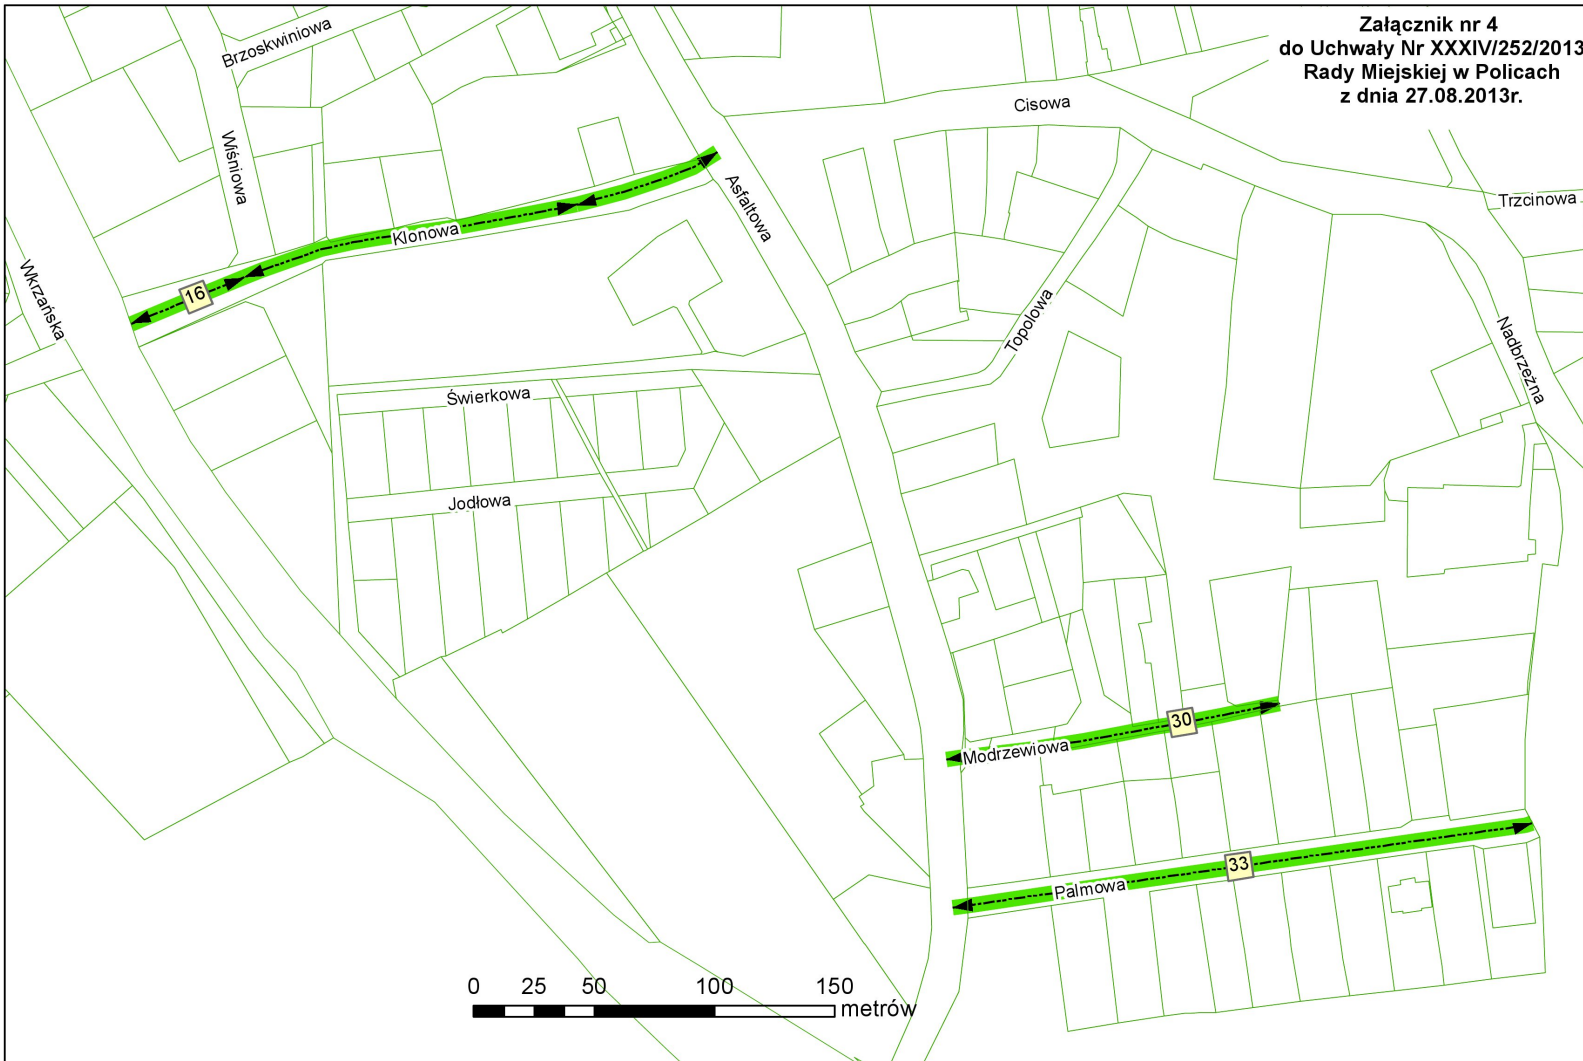 Załącznik nr 4
do Uchwały Nr XXXIV/252/2013
Rady Miejskiej w Policach
z dnia 27.08.2013r.
Brzoskwiniowa
Cisowa
Wiśniowa
Asfaltowa
Trzcinowa
Klonowa
Wkrzańska
16
Topolowa
Nadbrzeżna
Świerkowa
Jodłowa
30
Modrzewiowa
33
Palmowa
0 25 50 100 150
metrów